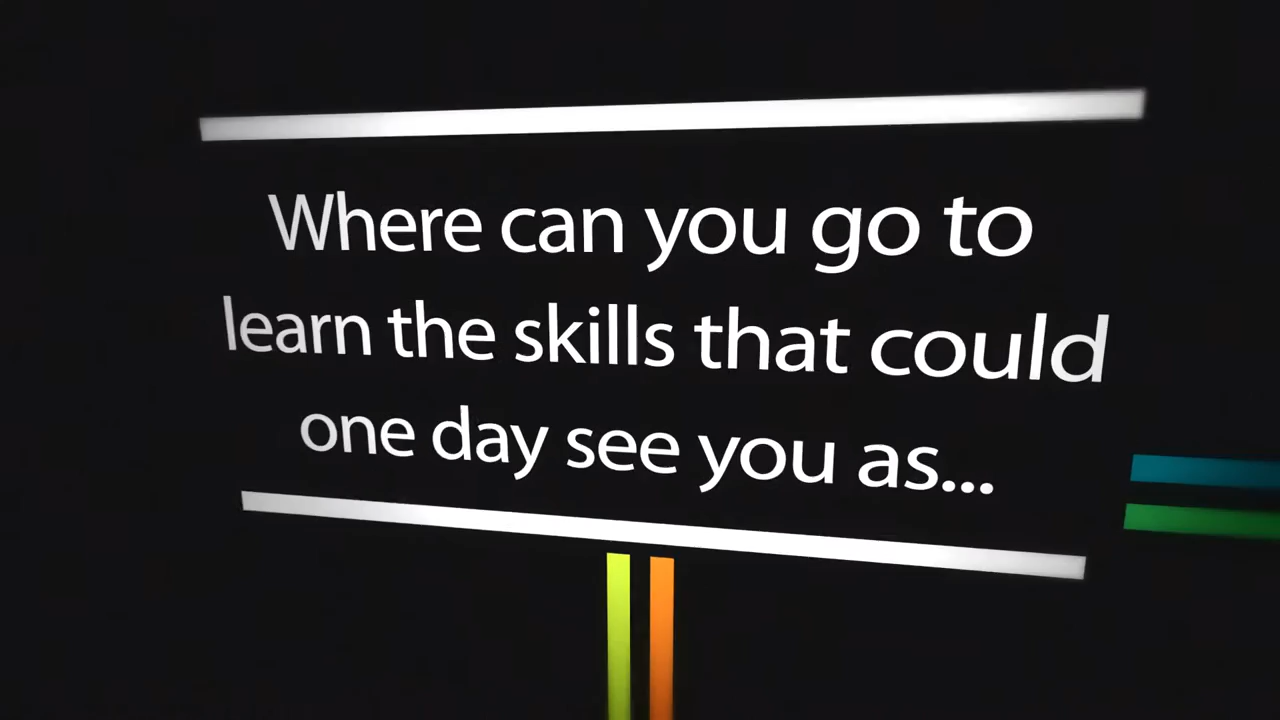 Where can you go to
learn the skills that could
one day see you as...